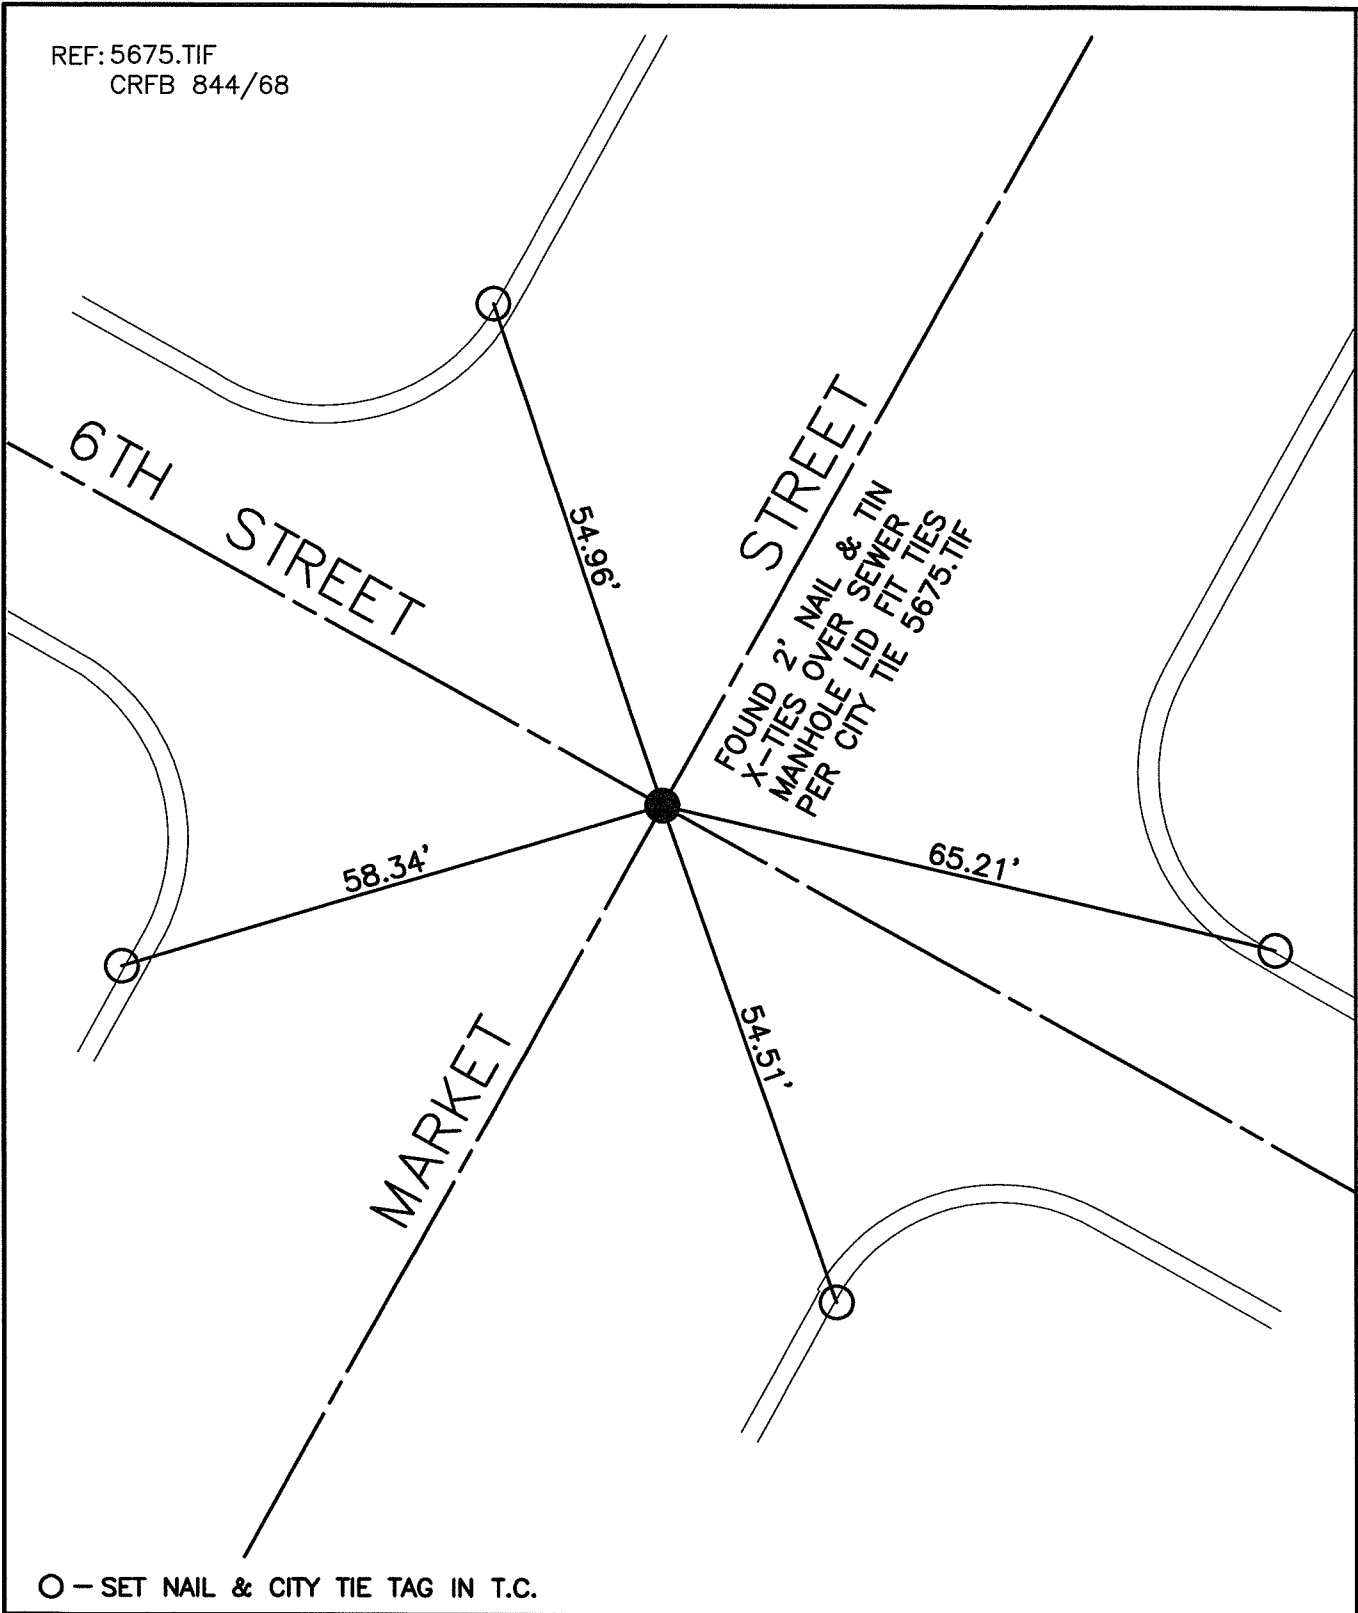 REF: 5675.TIF
CRFB 844/68
6TH STREET
MARKET STREET
54.96'
FOUND 2' NAIL & TIN
X-TIES OVER SEWER
MANHOLE LID FIT TIES
PER CITY TIE 5675.TIF
58.34'
65.21'
54.51'
O – SET NAIL & CITY TIE TAG IN T.C.